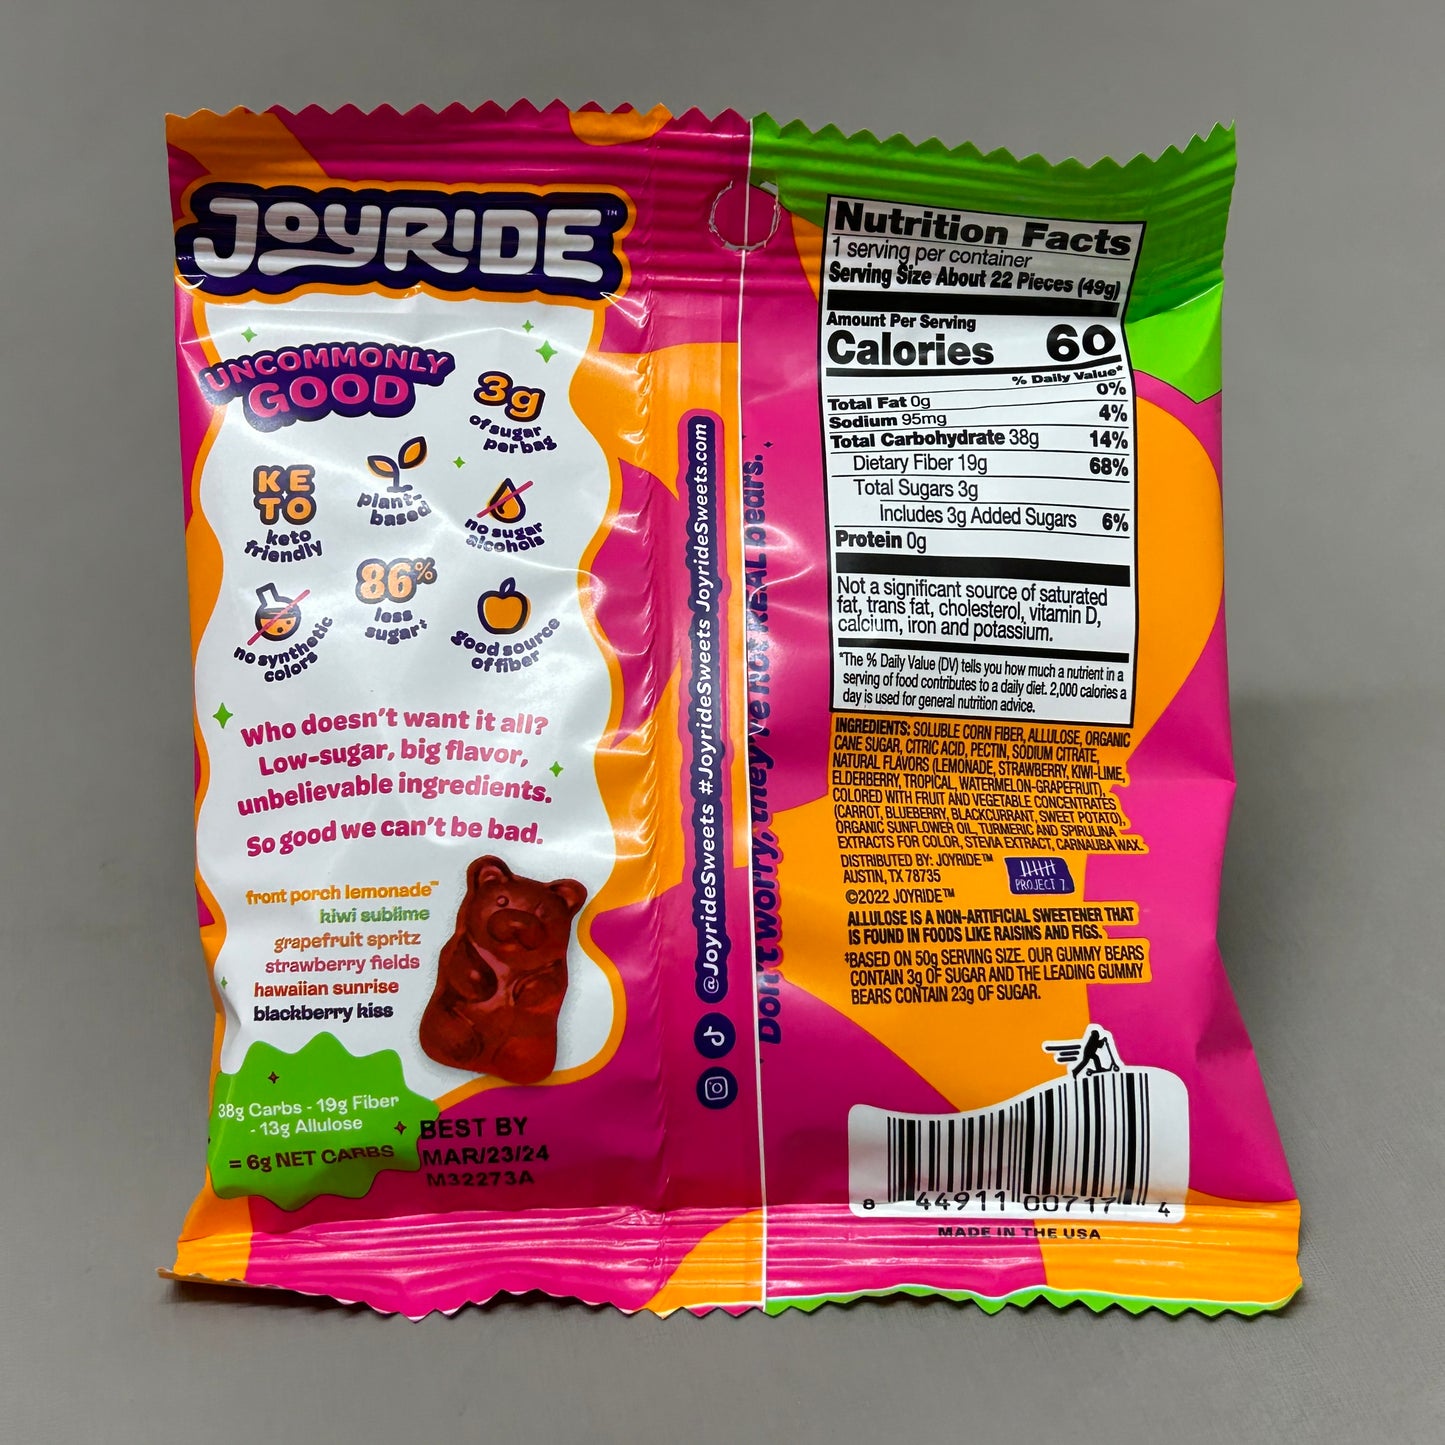 JOYRIDE™
UNCOMMONLY
GOOD
3g
of sugar
per bag
KE
TO
keto
friendly
plant-
based
no sugar
alcohols
no synthetic
colors
86%
less
sugar‡
good source
of fiber
Who doesn't want it all?
Low-sugar, big flavor,
unbelievable ingredients.
So good we can't be bad.
front porch lemonade™
kiwi sublime
grapefruit spritz
strawberry fields
hawaiian sunrise
blackberry kiss
38g Carbs - 19g Fiber
- 13g Allulose
= 6g NET CARBS
BEST BY
MAR/23/24
M32273A
@JoyrideSweets #JoyrideSweets JoyrideSweets.com
Don't worry, they've not REAL bears.
Nutrition Facts
1 serving per container
Serving Size About 22 Pieces (49g)
Amount Per Serving
Calories 60
% Daily Value*
Total Fat 0g 0%
Sodium 95mg 4%
Total Carbohydrate 38g 14%
Dietary Fiber 19g 68%
Total Sugars 3g
Includes 3g Added Sugars 6%
Protein 0g
Not a significant source of saturated
fat, trans fat, cholesterol, vitamin D,
calcium, iron and potassium.
*The % Daily Value (DV) tells you how much a nutrient in a
serving of food contributes to a daily diet. 2,000 calories a
day is used for general nutrition advice.
INGREDIENTS: SOLUBLE CORN FIBER, ALLULOSE, ORGANIC
CANE SUGAR, CITRIC ACID, PECTIN, SODIUM CITRATE,
NATURAL FLAVORS (LEMONADE, STRAWBERRY, KIWI-LIME,
ELDERBERRY, TROPICAL, WATERMELON-GRAPEFRUIT),
COLORED WITH FRUIT AND VEGETABLE CONCENTRATES
(CARROT, BLUEBERRY, BLACKCURRANT, SWEET POTATO),
ORGANIC SUNFLOWER OIL, TURMERIC AND SPIRULINA
EXTRACTS FOR COLOR, STEVIA EXTRACT, CARNAUBA WAX.
DISTRIBUTED BY: JOYRIDE™
AUSTIN, TX 78735
©2022 JOYRIDE™
PROJECT 7
ALLULOSE IS A NON-ARTIFICIAL SWEETENER THAT
IS FOUND IN FOODS LIKE RAISINS AND FIGS.
‡BASED ON 50g SERVING SIZE. OUR GUMMY BEARS
CONTAIN 3g OF SUGAR AND THE LEADING GUMMY
BEARS CONTAIN 23g OF SUGAR.
8 44911 00717 4
MADE IN THE USA